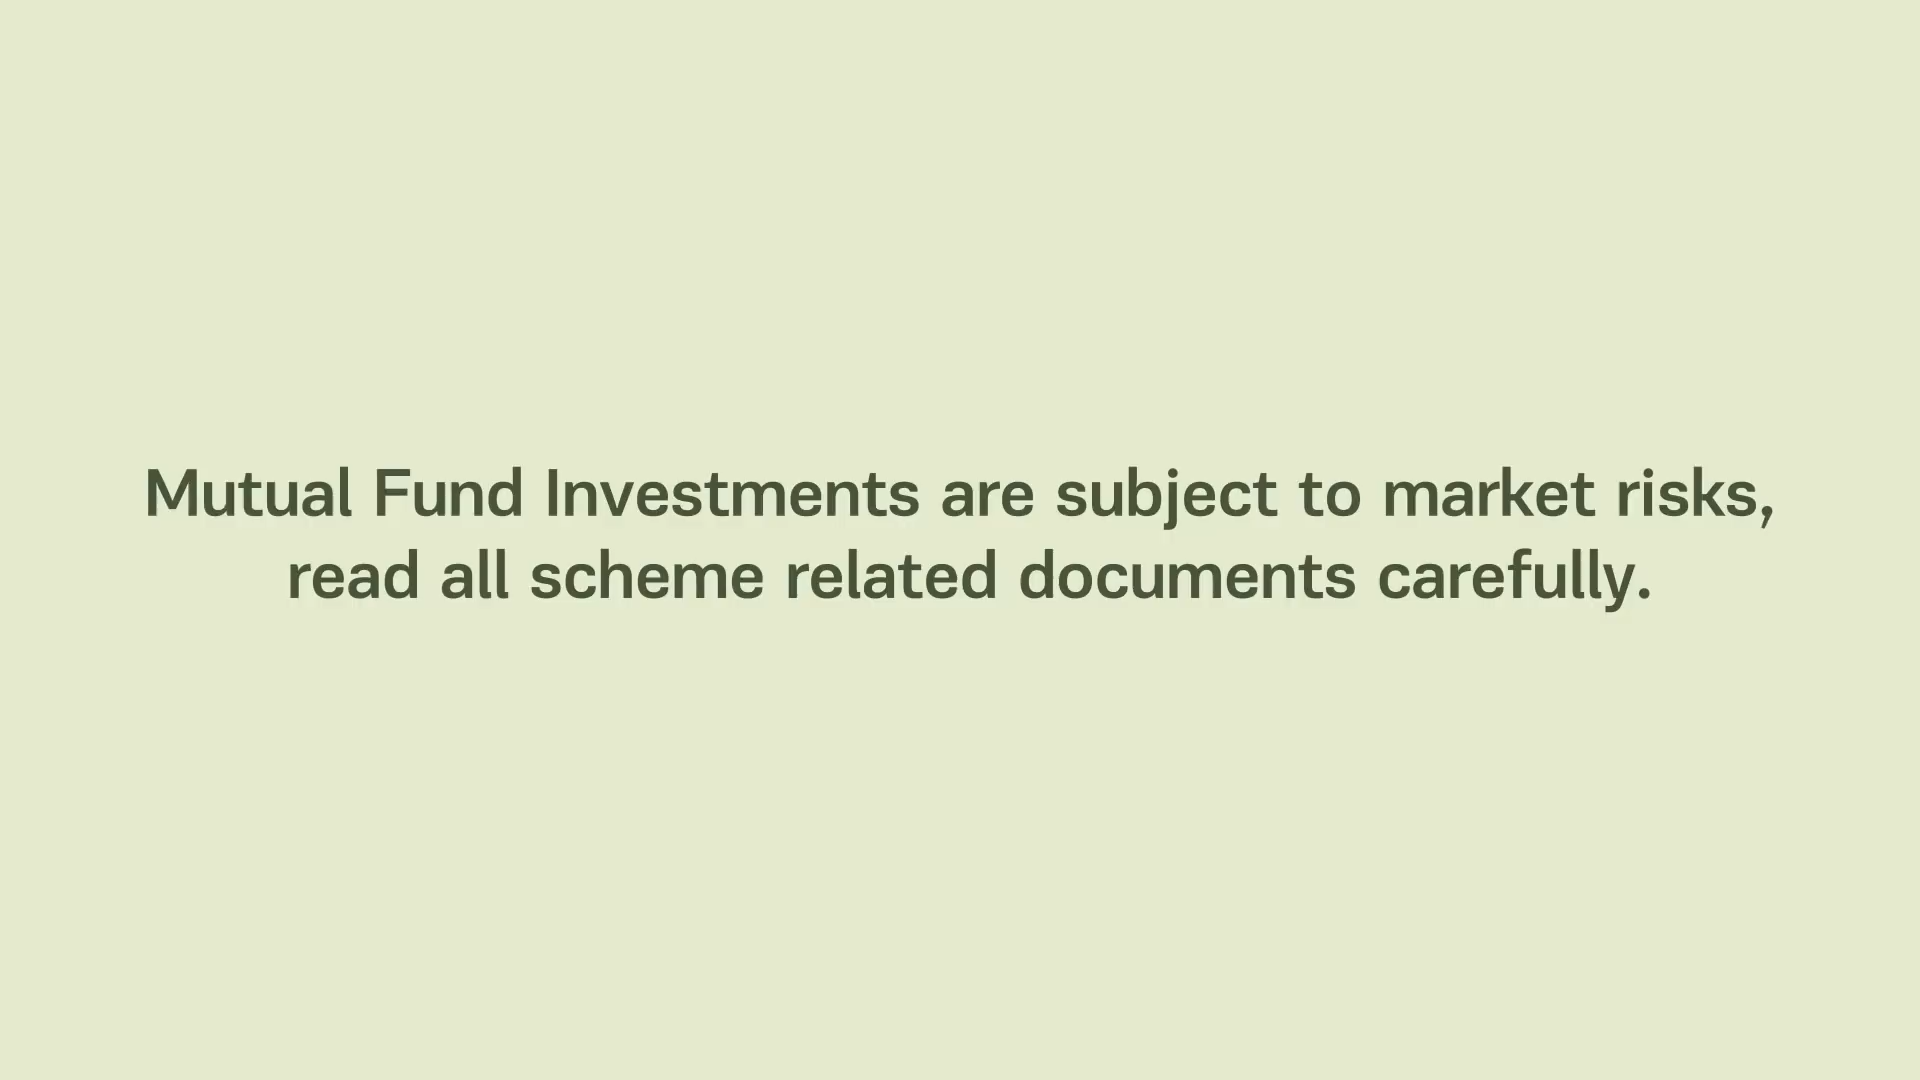 Mutual Fund Investments are subject to market risks,
read all scheme related documents carefully.